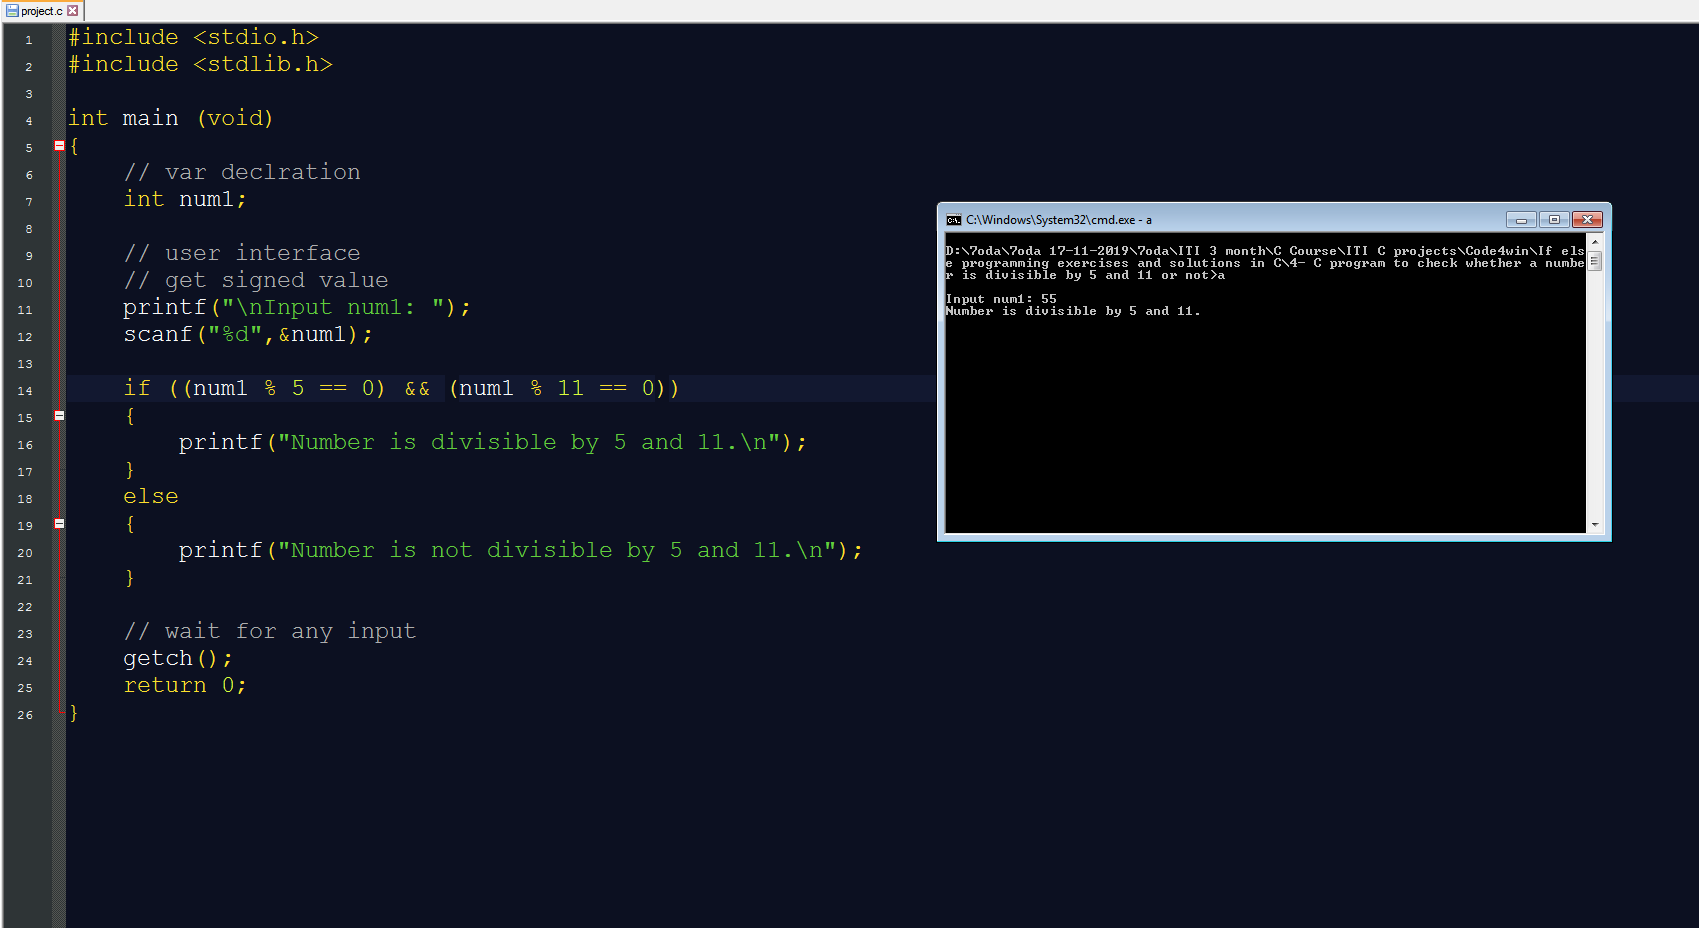 project.c
1 #include <stdio.h>
2 #include <stdlib.h>
3
4 int main (void)
5 {
6 // var declration
7 int num1;
8
9 // user interface
10 // get signed value
11 printf("\nInput num1: ");
12 scanf("%d",&num1);
13
14 if ((num1 % 5 == 0) && (num1 % 11 == 0))
15 {
16 printf("Number is divisible by 5 and 11.\n");
17 }
18 else
19 {
20 printf("Number is not divisible by 5 and 11.\n");
21 }
22
23 // wait for any input
24 getch();
25 return 0;
26 }
C:\Windows\System32\cmd.exe - a
D:\7oda\7oda 17-11-2019\7oda\ITI 3 month\C Course\ITI C projects\Code4win\If els
e programming exercises and solutions in C\4- C program to check whether a numbe
r is divisible by 5 and 11 or not>a
Input num1: 55
Number is divisible by 5 and 11.